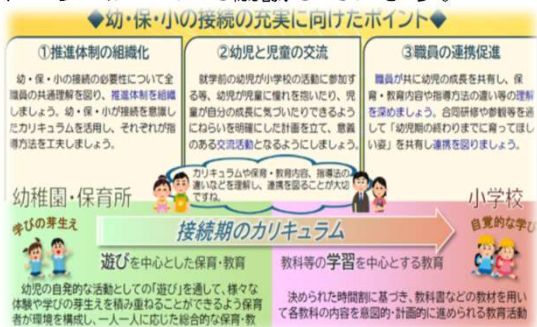 ◆幼・保・小の接続の充実に向けたポイント◆
①推進体制の組織化
幼・保・小の接続の必要性について全
職員の共通理解を図り、推進体制を組織
しましょう。幼・保・小が接続を意識し
たカリキュラムを活用し、それぞれが指
導方法を工夫しましょう。
②幼児と児童の交流
就学前の幼児が小学校の活動に参加す
る等、幼児が児童に憧れを抱いたり、児
童が自分の成長に気づいたりできるよう
にねらいを明確にした計画を立て、意義
のある交流活動となるようにしましょう。
③職員の連携促進
職員が共に幼児の成長を共有し、保
育・教育内容や指導方法の違い等の理解
を深めましょう。合同研修や参観等を通
して「幼児期の終わりまでに育ってほし
い姿」を共有し連携を図りましょう。
カリキュラムや保育・教育内容、指導法の
違いなどを理解し、連携を図ることが大切
ですね。
幼稚園・保育所
小学校
学びの芽生え
接続期のカリキュラム
自覚的な学び
遊びを中心とした保育・教育
教科等の学習を中心とする教育
幼児の自発的な活動としての「遊び」を通して、様々な
体験や学びの芽生えを積み重ねることができるよう保育
者が環境を構成し、一人一人に応じた総合的な保育・教
決められた時間割に基づき、教科書などの教材を用い
て各教科の内容を意図的・計画的に進められる教育活動